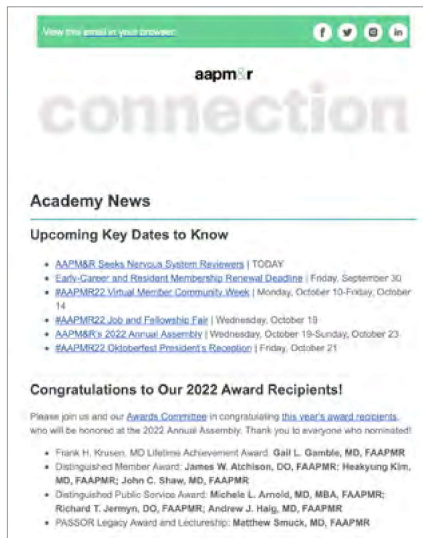 View this email in your browser.
aapm&r
connection
Academy News
Upcoming Key Dates to Know
• AAPM&R Seeks Nervous System Reviewers | TODAY
• Early-Career and Resident Membership Renewal Deadline | Friday, September 30
• #AAPMR22 Virtual Member Community Week | Monday, October 10-Friday, October
14
• #AAPMR22 Job and Fellowship Fair | Wednesday, October 19
• AAPM&R's 2022 Annual Assembly | Wednesday, October 19-Sunday, October 23
• #AAPMR22 Oktoberfest President's Reception | Friday, October 21
Congratulations to Our 2022 Award Recipients!
Please join us and our Awards Committee in congratulating this year's award recipients,
who will be honored at the 2022 Annual Assembly. Thank you to everyone who nominated!
• Frank H. Krusen, MD Lifetime Achievement Award: Gail L. Gamble, MD, FAAPMR
• Distinguished Member Award: James W. Atchison, DO, FAAPMR; Heakyung Kim,
MD, FAAPMR; John C. Shaw, MD, FAAPMR
• Distinguished Public Service Award: Michele L. Arnold, MD, MBA, FAAPMR;
Richard T. Jermyn, DO, FAAPMR; Andrew J. Haig, MD, FAAPMR
• PASSOR Legacy Award and Lectureship: Matthew Smuck, MD, FAAPMR